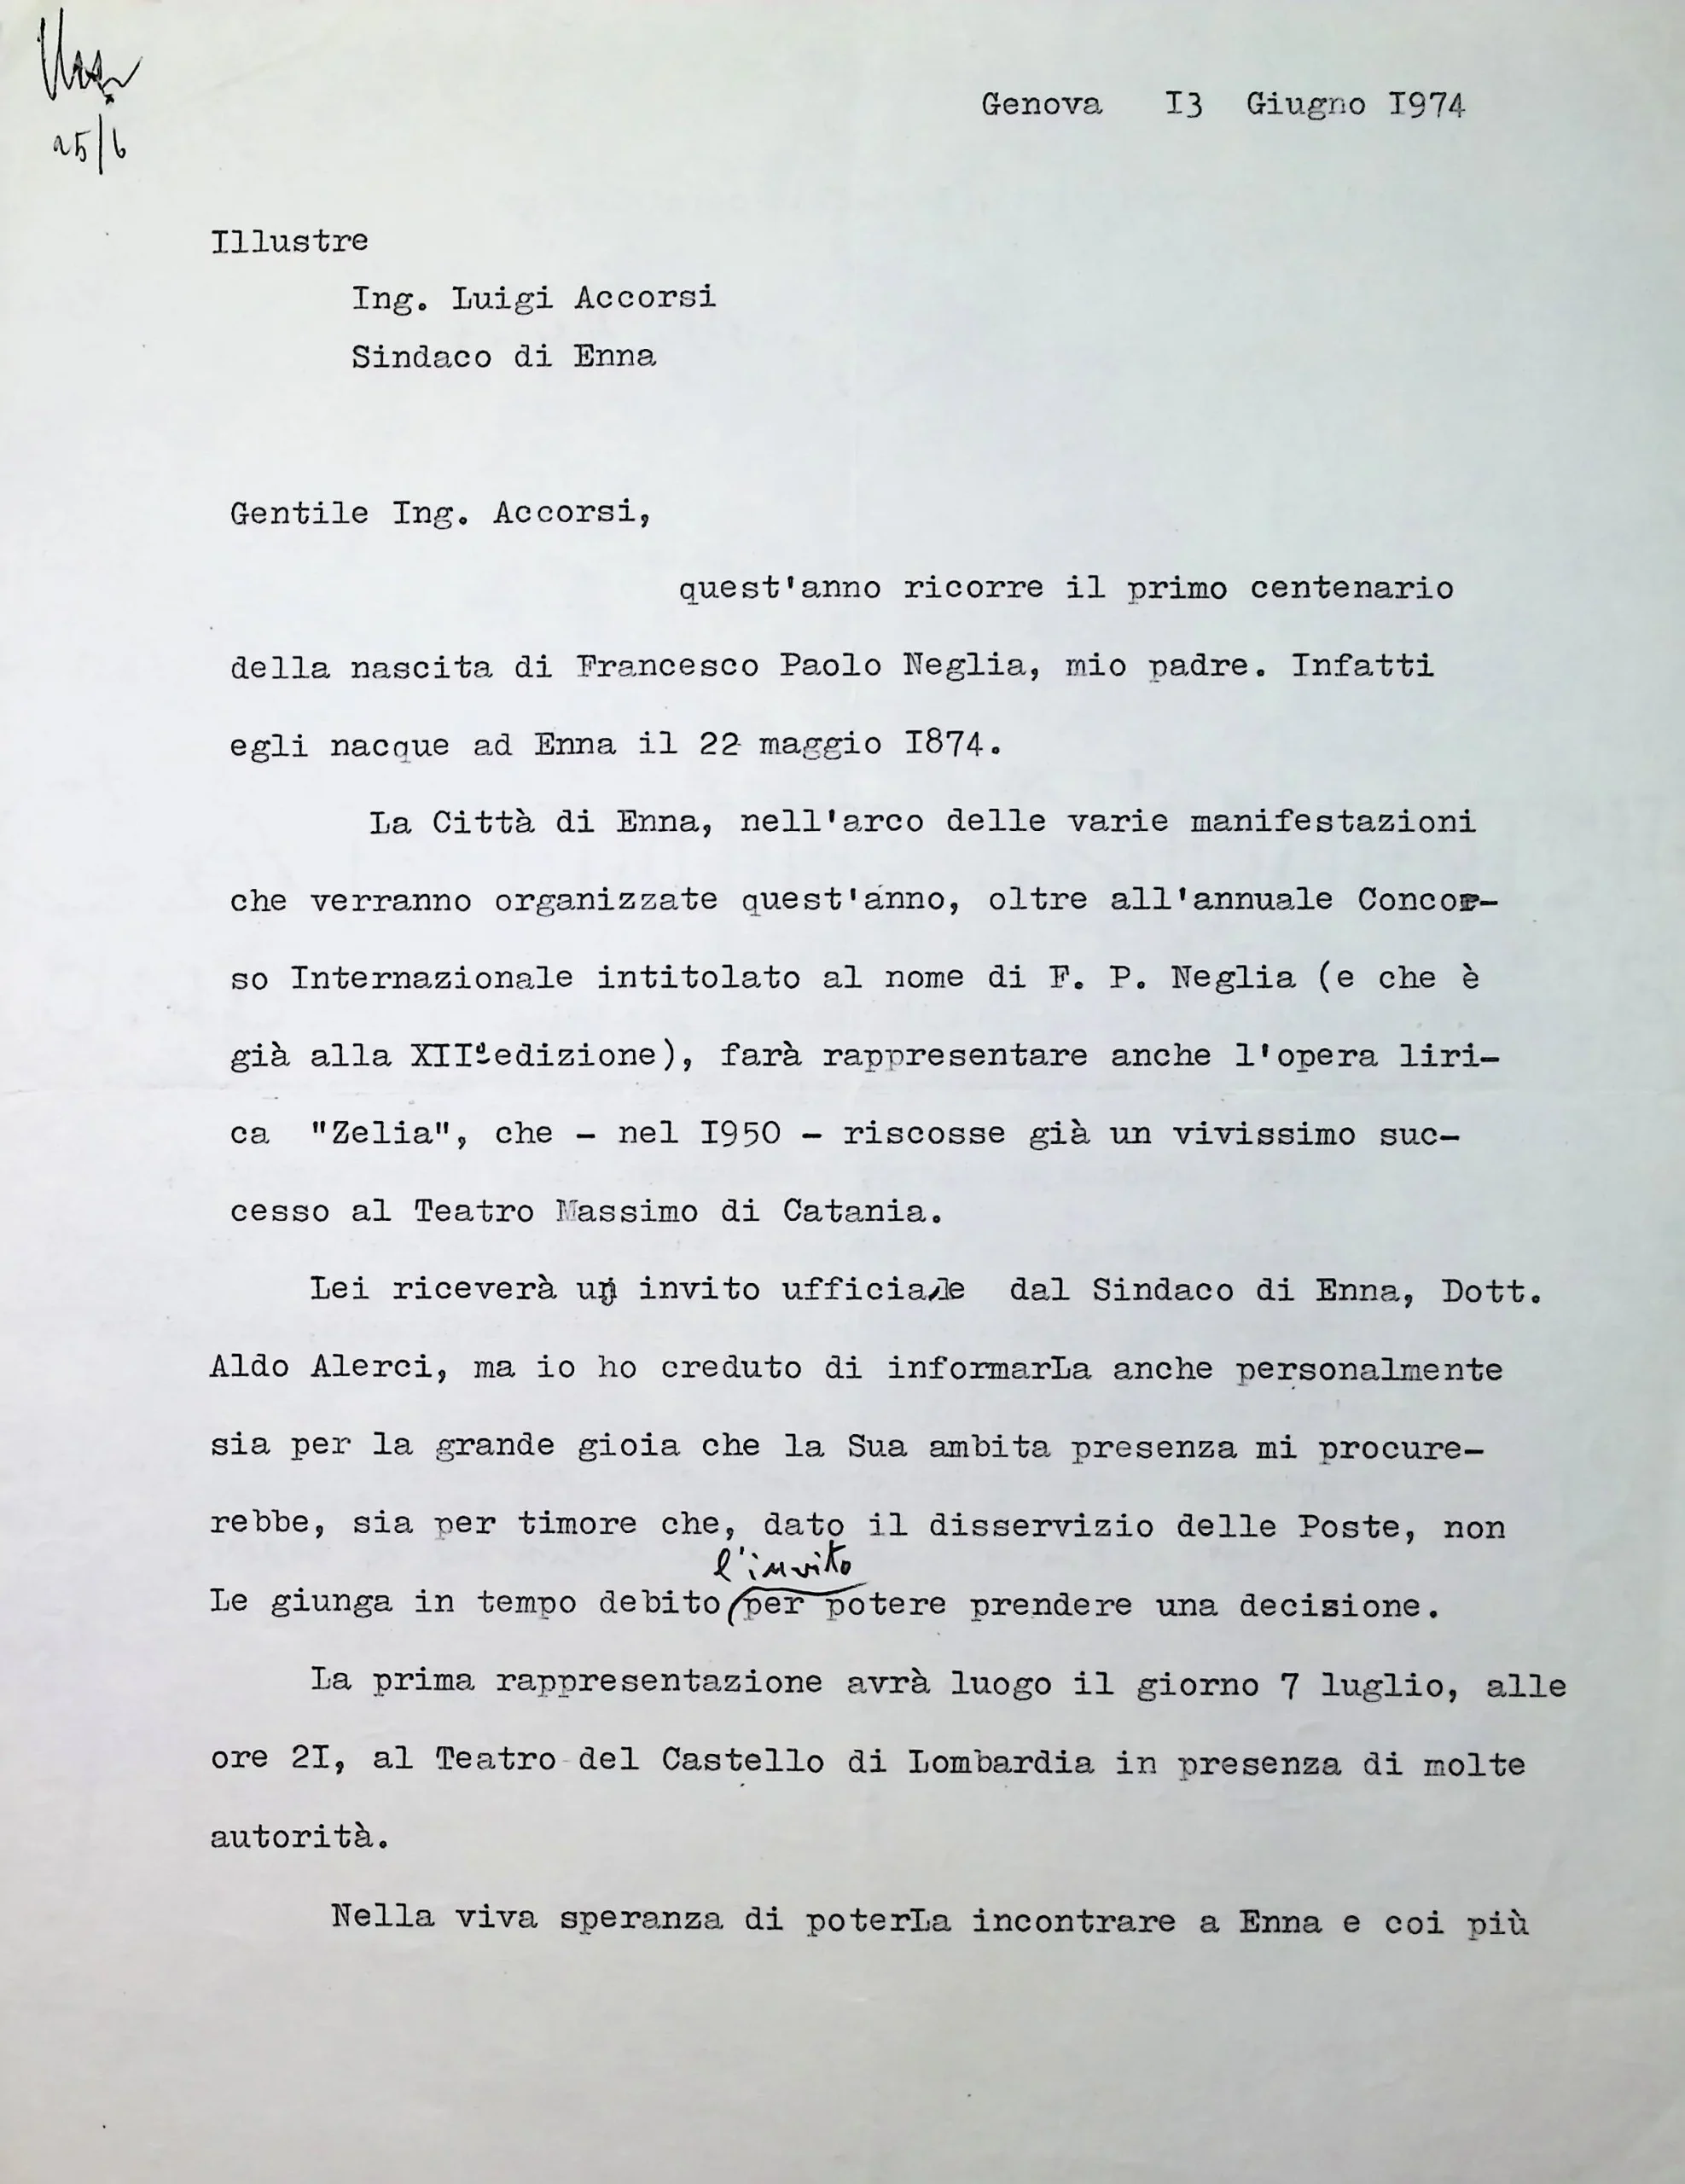 25/6
Genova I3 Giugno I974
Illustre
Ing. Luigi Accorsi
Sindaco di Enna
Gentile Ing. Accorsi,
quest'anno ricorre il primo centenario
della nascita di Francesco Paolo Neglia, mio padre. Infatti
egli nacque ad Enna il 22 maggio I874.
La Città di Enna, nell'arco delle varie manifestazioni
che verranno organizzate quest'anno, oltre all'annuale Concor-
so Internazionale intitolato al nome di F. P. Neglia (e che è
già alla XIIª edizione), farà rappresentare anche l'opera liri-
ca "Zelia", che - nel I950 - riscosse già un vivissimo suc-
cesso al Teatro Massimo di Catania.
Lei riceverà un invito ufficiale dal Sindaco di Enna, Dott.
Aldo Alerci, ma io ho creduto di informarLa anche personalmente
sia per la grande gioia che la Sua ambita presenza mi procure-
rebbe, sia per timore che, dato il disservizio delle Poste, non
l'invito
Le giunga in tempo debito per potere prendere una decisione.
La prima rappresentazione avrà luogo il giorno 7 luglio, alle
ore 2I, al Teatro del Castello di Lombardia in presenza di molte
autorità.
Nella viva speranza di poterLa incontrare a Enna e coi più